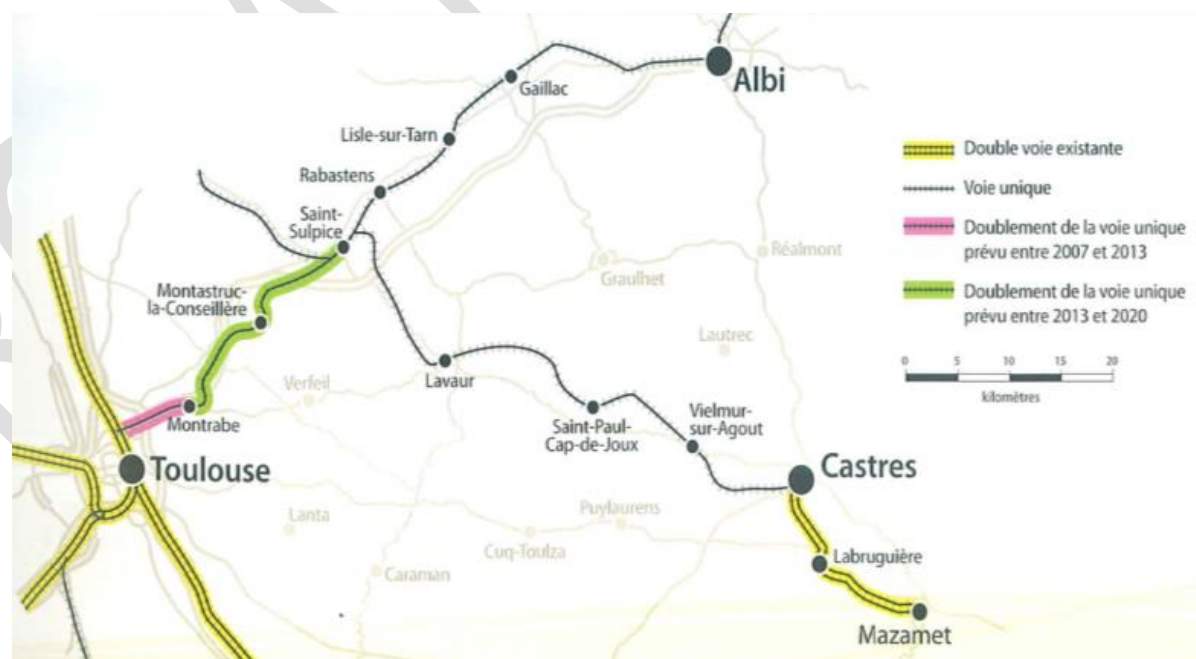 Albi
Gaillac
Lisle-sur-Tarn
Rabastens
Saint-
Sulpice
Montastruc-
la-Conseillère
Verfeil
Montrabe
Toulouse
Lanta
Caraman
Lavaur
Graulhet
Réalmont
Lautrec
Saint-Paul-
Cap-de-Joux
Vielmur-
sur-Agout
Castres
Puylaurens
Cuq-Toulza
Labruguière
Mazamet
Double voie existante
Voie unique
Doublement de la voie unique
prévu entre 2007 et 2013
Doublement de la voie unique
prévu entre 2013 et 2020
0 5 10 15 20
kilomètres